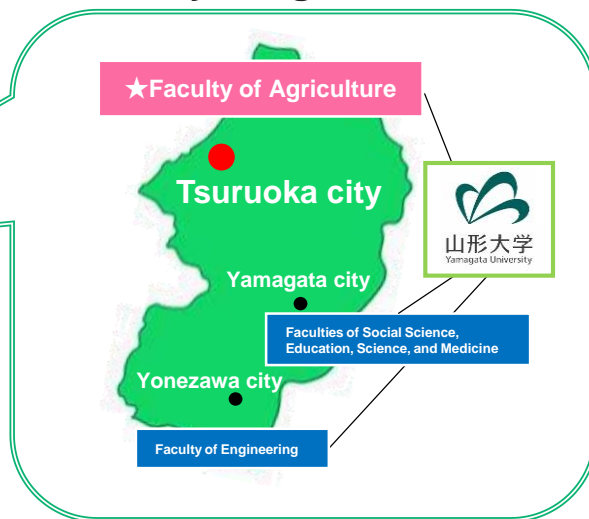 ★Faculty of Agriculture
Tsuruoka city
山形大学
Yamagata University
Yamagata city
Faculties of Social Science,
Education, Science, and Medicine
Yonezawa city
Faculty of Engineering